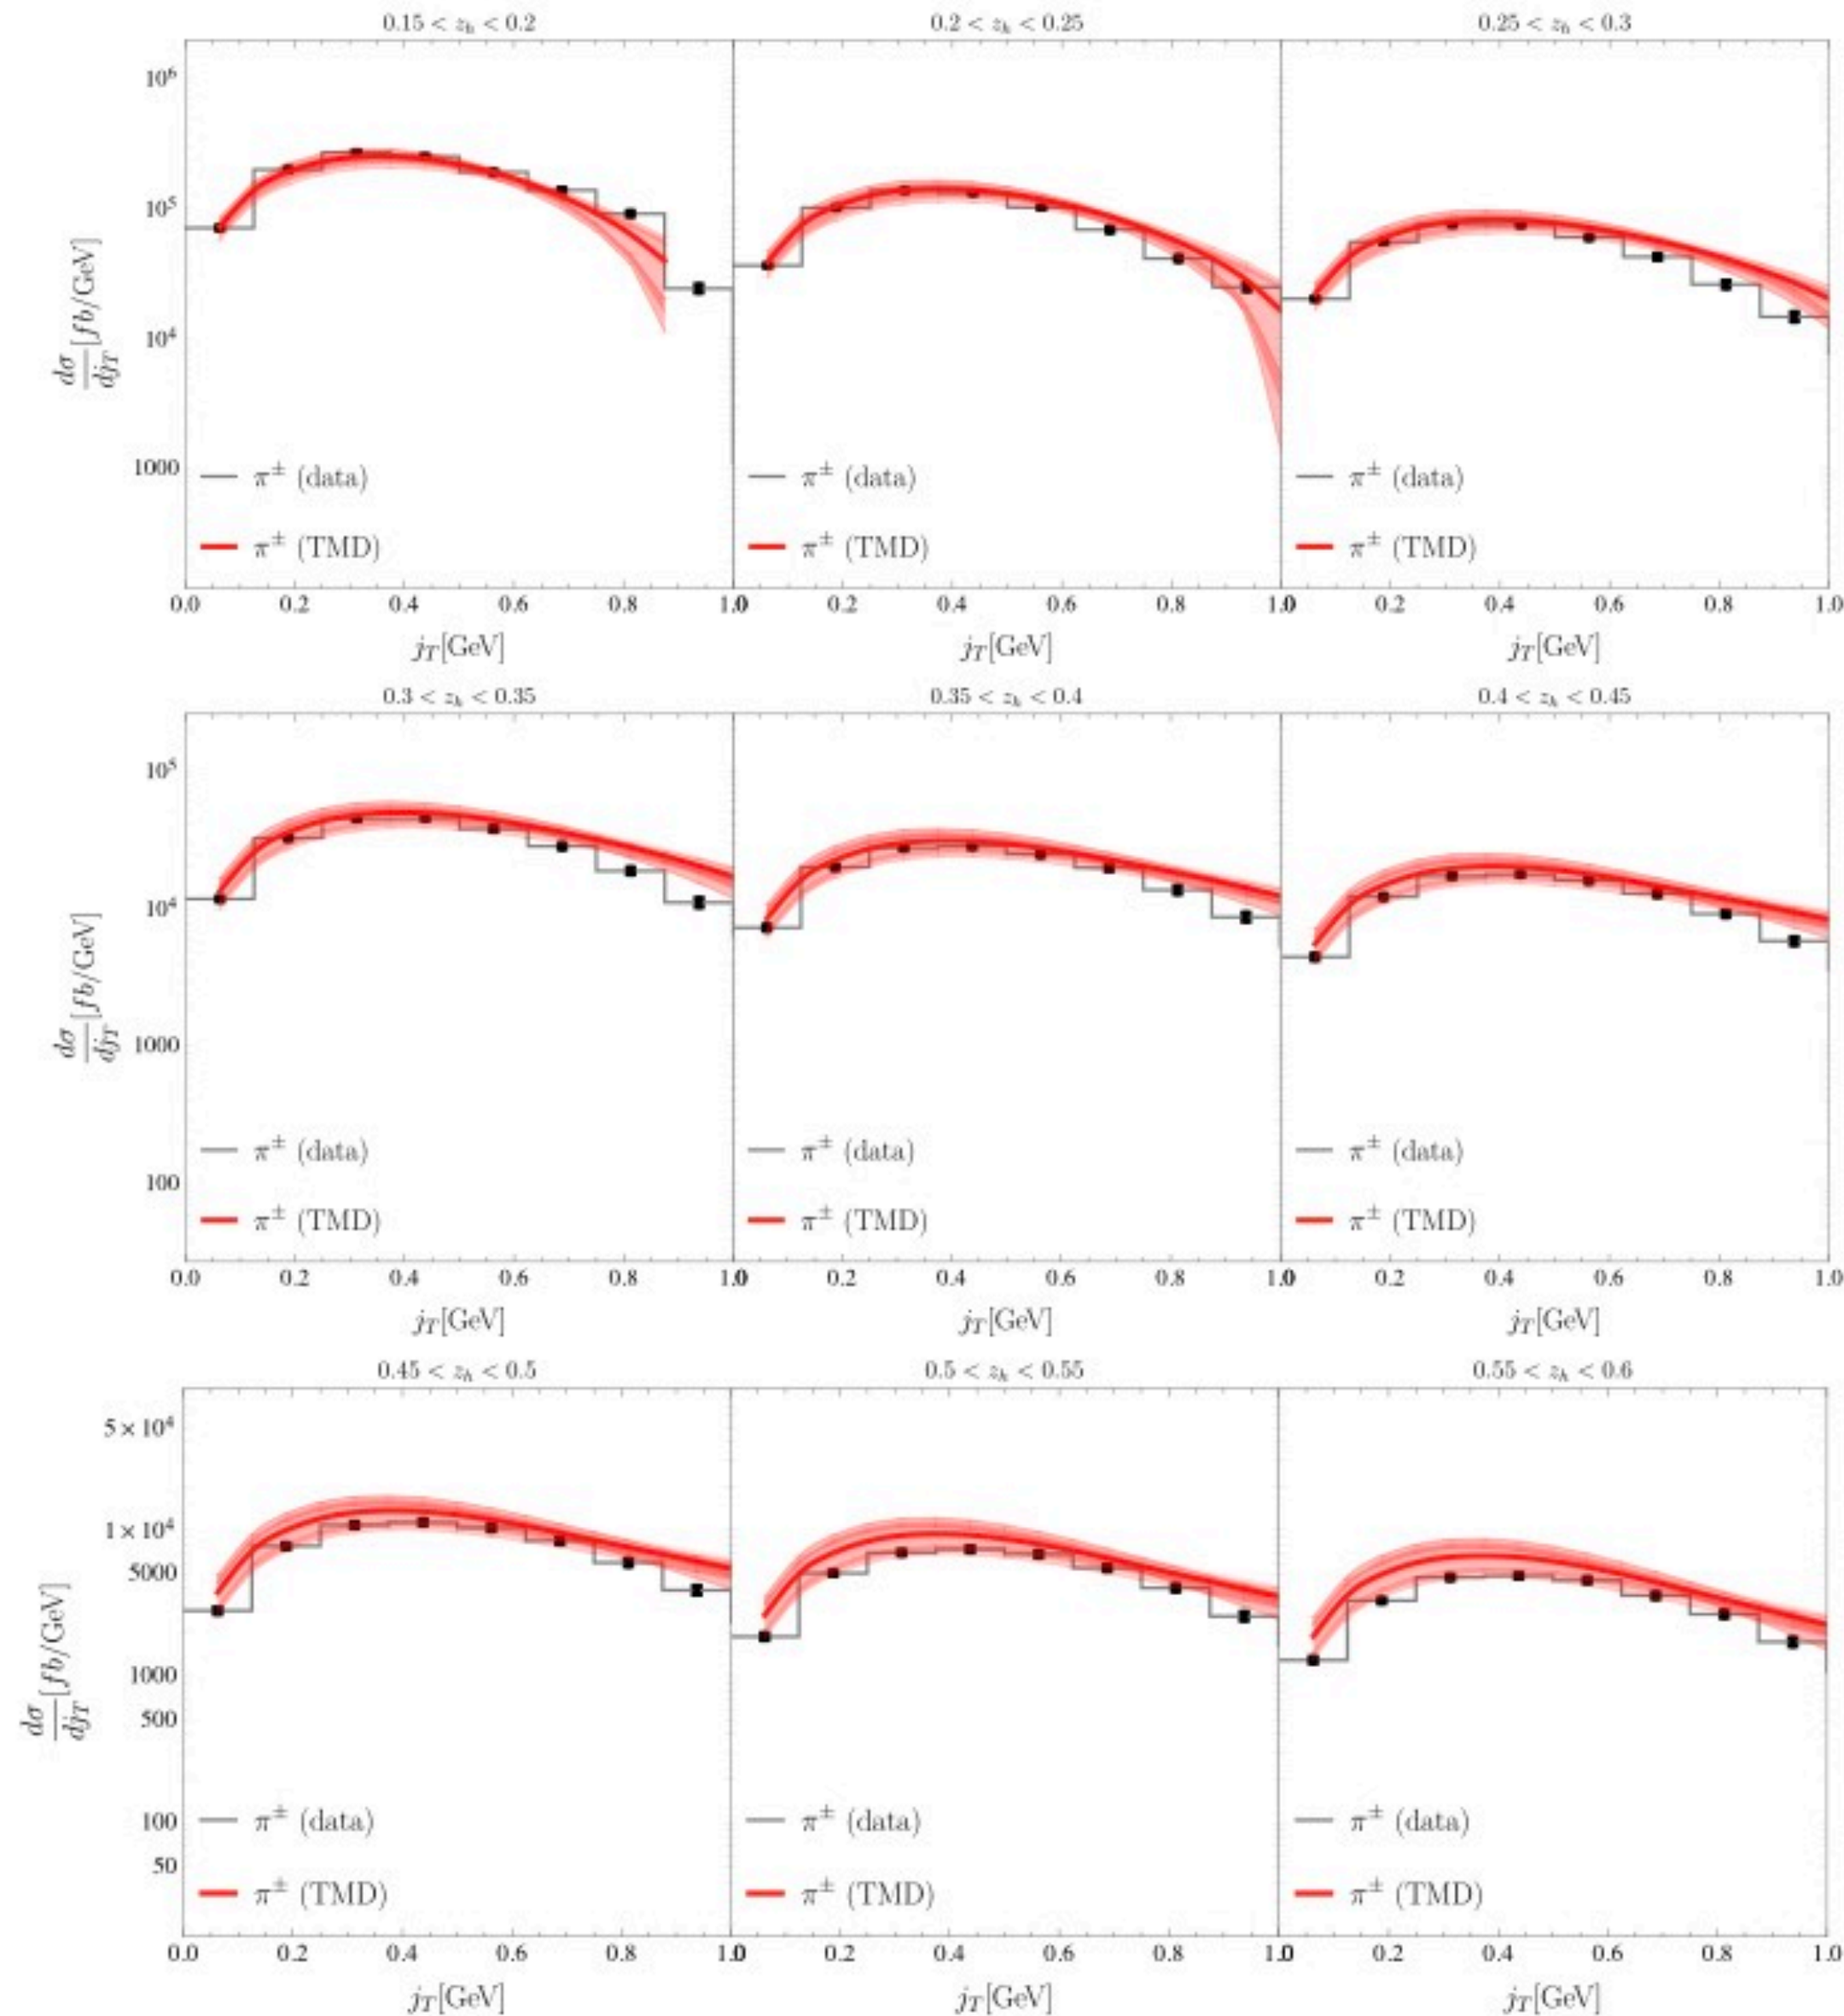 0.15 < z_h < 0.2 0.2 < z_h < 0.25 0.25 < z_h < 0.3
10^6
10^5
10^4
1000
dσ/dj_T [fb/GeV]
π^± (data) π^± (data) π^± (data)
π^± (TMD) π^± (TMD) π^± (TMD)
0.0 0.2 0.4 0.6 0.8 1.0 0.2 0.4 0.6 0.8 1.0 0.2 0.4 0.6 0.8 1.0
j_T[GeV] j_T[GeV] j_T[GeV]
0.3 < z_h < 0.35 0.35 < z_h < 0.4 0.4 < z_h < 0.45
10^5
10^4
1000
100
dσ/dj_T [fb/GeV]
π^± (data) π^± (data) π^± (data)
π^± (TMD) π^± (TMD) π^± (TMD)
0.0 0.2 0.4 0.6 0.8 1.0 0.2 0.4 0.6 0.8 1.0 0.2 0.4 0.6 0.8 1.0
j_T[GeV] j_T[GeV] j_T[GeV]
0.45 < z_h < 0.5 0.5 < z_h < 0.55 0.55 < z_h < 0.6
5 × 10^4
1 × 10^4
5000
1000
500
100
50
dσ/dj_T [fb/GeV]
π^± (data) π^± (data) π^± (data)
π^± (TMD) π^± (TMD) π^± (TMD)
0.0 0.2 0.4 0.6 0.8 1.0 0.2 0.4 0.6 0.8 1.0 0.2 0.4 0.6 0.8 1.0
j_T[GeV] j_T[GeV] j_T[GeV]